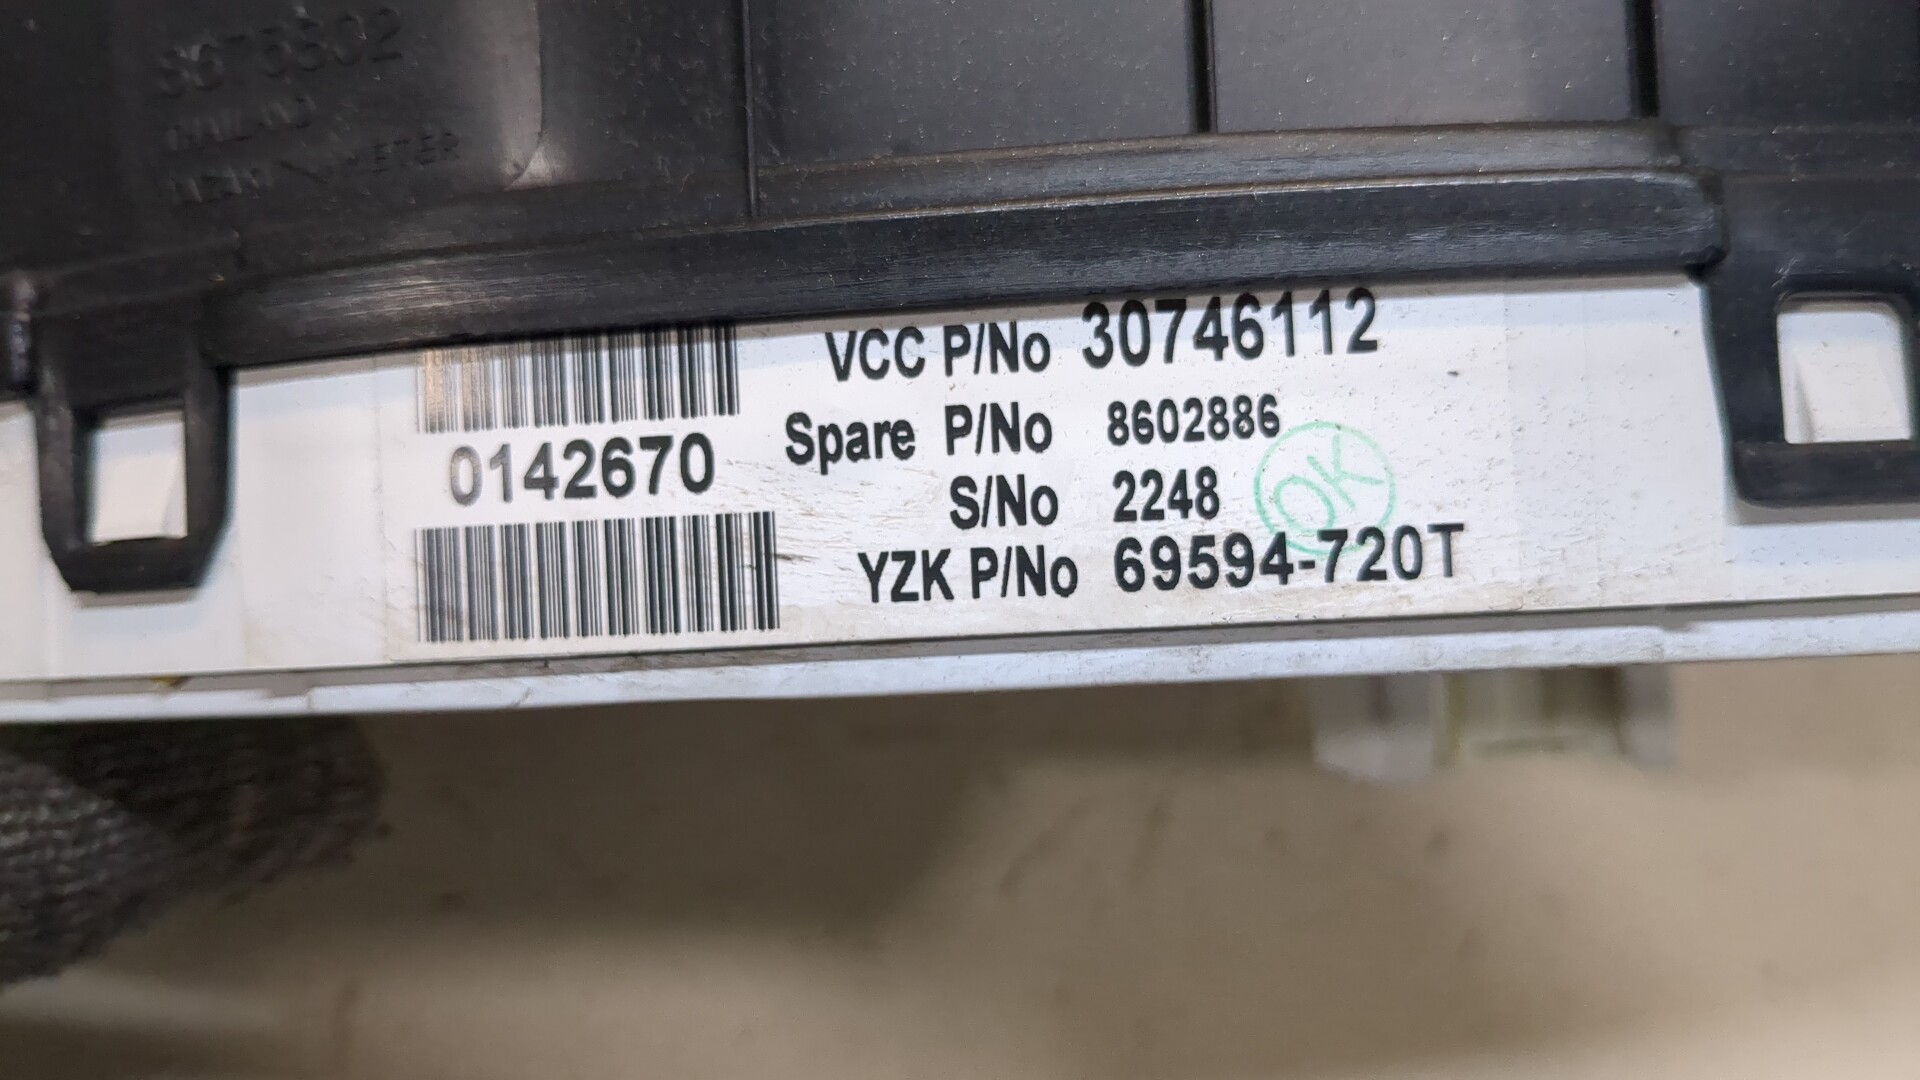 VCC P/No 30746112
Spare P/No 8602886
0142670
S/No 2248
OK
YZK P/No 69594-720T